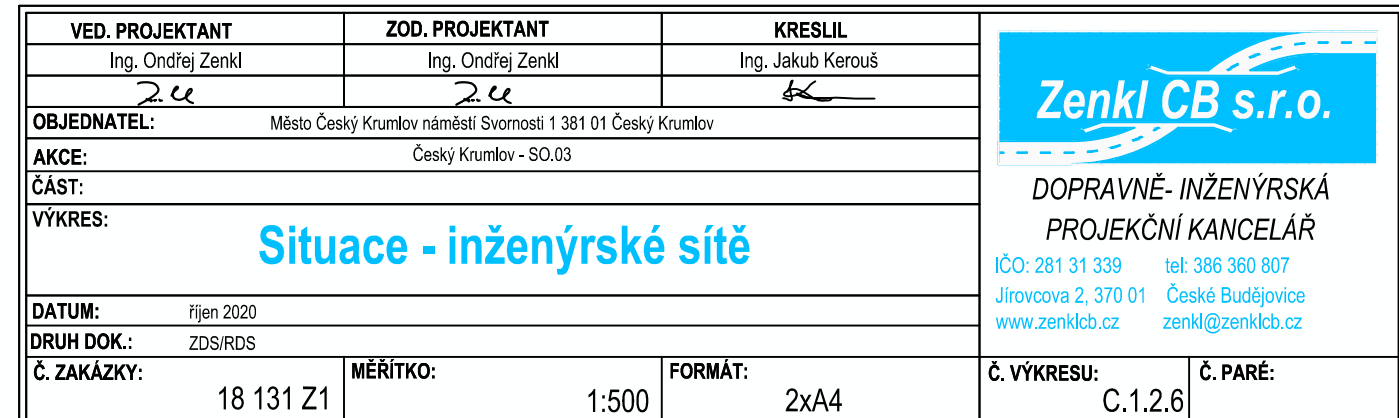 VED. PROJEKTANT ZOD. PROJEKTANT KRESLIL
Ing. Ondřej Zenkl Ing. Ondřej Zenkl Ing. Jakub Kerouš
OBJEDNATEL: Město Český Krumlov náměstí Svornosti 1 381 01 Český Krumlov
AKCE: Český Krumlov - SO.03
ČÁST:
VÝKRES:
Situace - inženýrské sítě
DATUM: říjen 2020
DRUH DOK.: ZDS/RDS
Č. ZAKÁZKY: MĚŘÍTKO: FORMÁT:
18 131 Z1 1:500 2xA4
Zenkl CB s.r.o.
DOPRAVNĚ- INŽENÝRSKÁ
PROJEKČNÍ KANCELÁŘ
IČO: 281 31 339 tel: 386 360 807
Jírovcova 2, 370 01 České Budějovice
www.zenklcb.cz zenkl@zenklcb.cz
Č. VÝKRESU: Č. PARÉ:
C.1.2.6